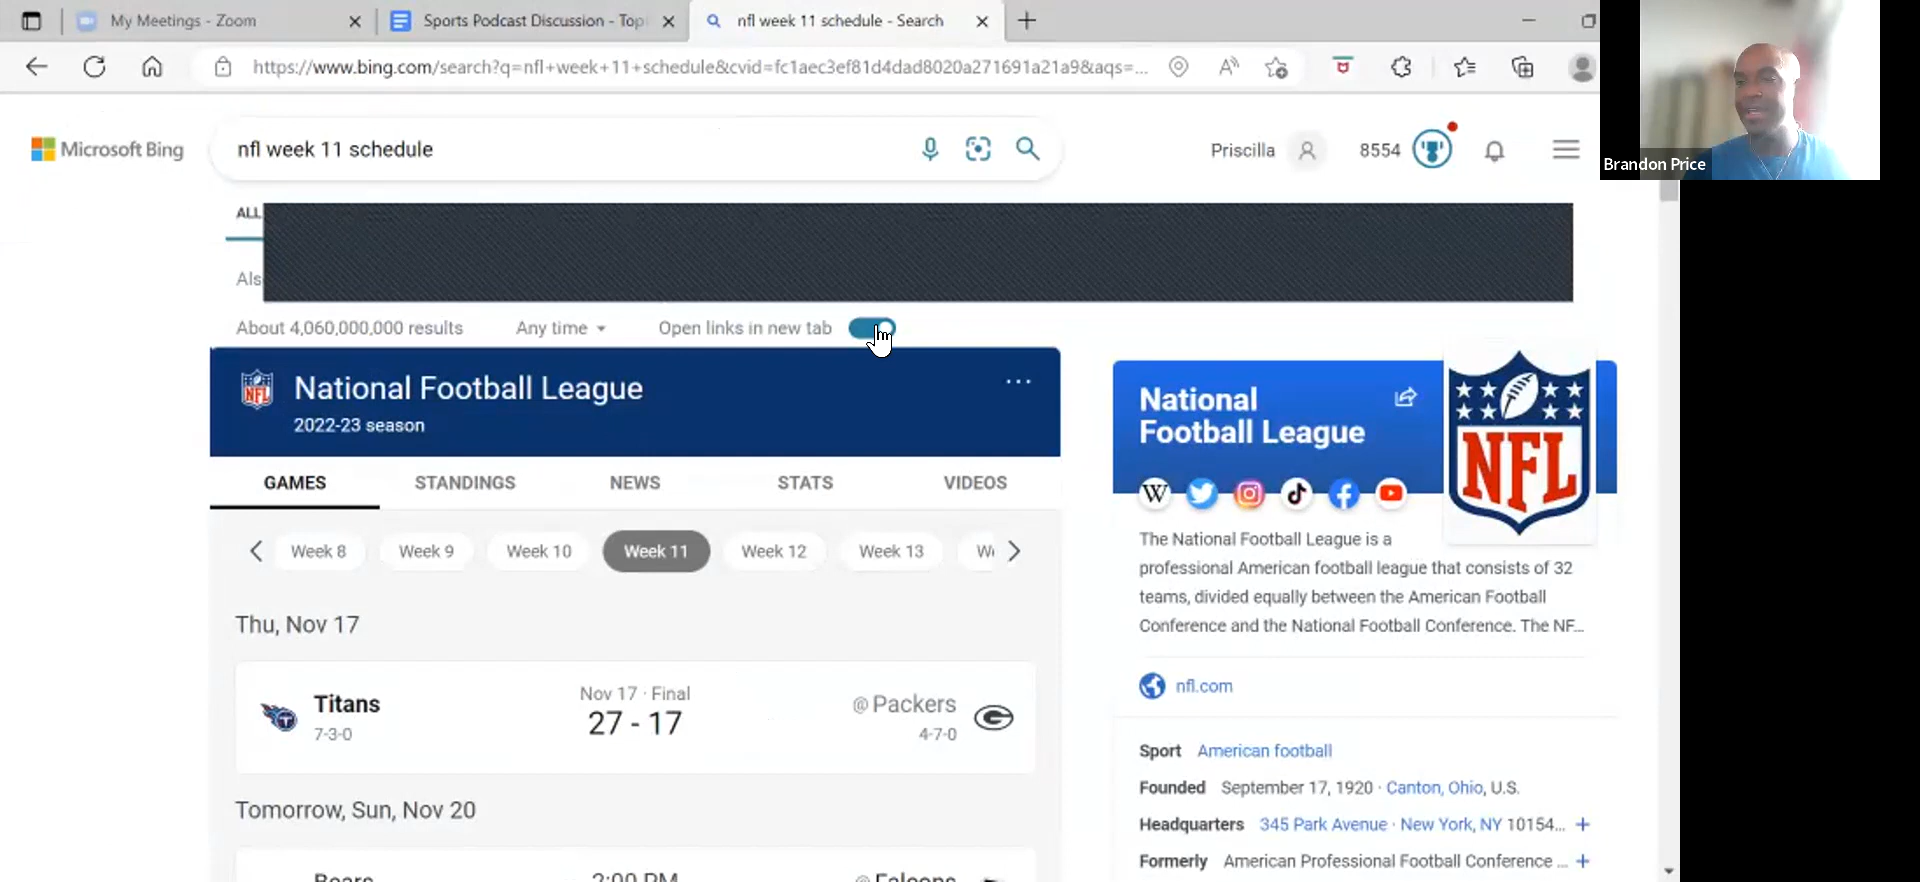 My Meetings - Zoom
Sports Podcast Discussion - Top
nfl week 11 schedule - Search
https://www.bing.com/search?q=nfl+week+11+schedule&cvid=fc1aec3ef81d4dad8020a271691a21a9&aqs=...
Brandon Price
Microsoft Bing
nfl week 11 schedule
Priscilla
8554
ALL
Als
About 4,060,000,000 results
Any time
Open links in new tab
National Football League
2022-23 season
GAMES STANDINGS NEWS STATS VIDEOS
Week 8 Week 9 Week 10 Week 11 Week 12 Week 13 We
Thu, Nov 17
Titans
7-3-0
Nov 17 · Final
27 - 17
@ Packers
4-7-0
Tomorrow, Sun, Nov 20
Bears 2:00 PM @ Falcons
National
Football League
NFL
The National Football League is a
professional American football league that consists of 32
teams, divided equally between the American Football
Conference and the National Football Conference. The NF...
nfl.com
Sport American football
Founded September 17, 1920 · Canton, Ohio, U.S.
Headquarters 345 Park Avenue · New York, NY 10154... +
Formerly American Professional Football Conference ... +